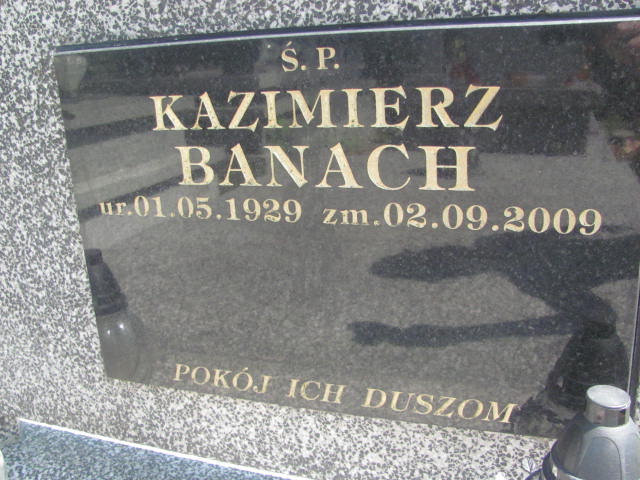 Ś. P.
KAZIMIERZ
BANACH
ur.01.05.1929 zm.02.09.2009
POKÓJ ICH DUSZOM